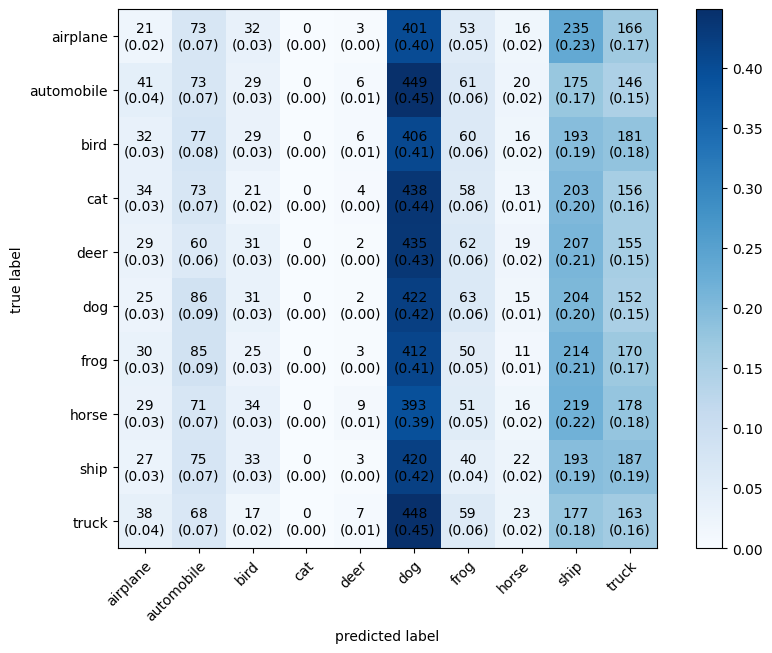 airplane 21 73 32 0 3 401 53 16 235 166
(0.02) (0.07) (0.03) (0.00) (0.00) (0.40) (0.05) (0.02) (0.23) (0.17)
automobile 41 73 29 0 6 449 61 20 175 146
(0.04) (0.07) (0.03) (0.00) (0.01) (0.45) (0.06) (0.02) (0.17) (0.15)
bird 32 77 29 0 6 406 60 16 193 181
(0.03) (0.08) (0.03) (0.00) (0.01) (0.41) (0.06) (0.02) (0.19) (0.18)
cat 34 73 21 0 4 438 58 13 203 156
(0.03) (0.07) (0.02) (0.00) (0.00) (0.44) (0.06) (0.01) (0.20) (0.16)
deer 29 60 31 0 2 435 62 19 207 155
(0.03) (0.06) (0.03) (0.00) (0.00) (0.43) (0.06) (0.02) (0.21) (0.15)
dog 25 86 31 0 2 422 63 15 204 152
(0.03) (0.09) (0.03) (0.00) (0.00) (0.42) (0.06) (0.01) (0.20) (0.15)
frog 30 85 25 0 3 412 50 11 214 170
(0.03) (0.09) (0.03) (0.00) (0.00) (0.41) (0.05) (0.01) (0.21) (0.17)
horse 29 71 34 0 9 393 51 16 219 178
(0.03) (0.07) (0.03) (0.00) (0.01) (0.39) (0.05) (0.02) (0.22) (0.18)
ship 27 75 33 0 3 420 40 22 193 187
(0.03) (0.07) (0.03) (0.00) (0.00) (0.42) (0.04) (0.02) (0.19) (0.19)
truck 38 68 17 0 7 448 59 23 177 163
(0.04) (0.07) (0.02) (0.00) (0.01) (0.45) (0.06) (0.02) (0.18) (0.16)
true label
airplane automobile bird cat deer dog frog horse ship truck
predicted label
0.40
0.35
0.30
0.25
0.20
0.15
0.10
0.05
0.00